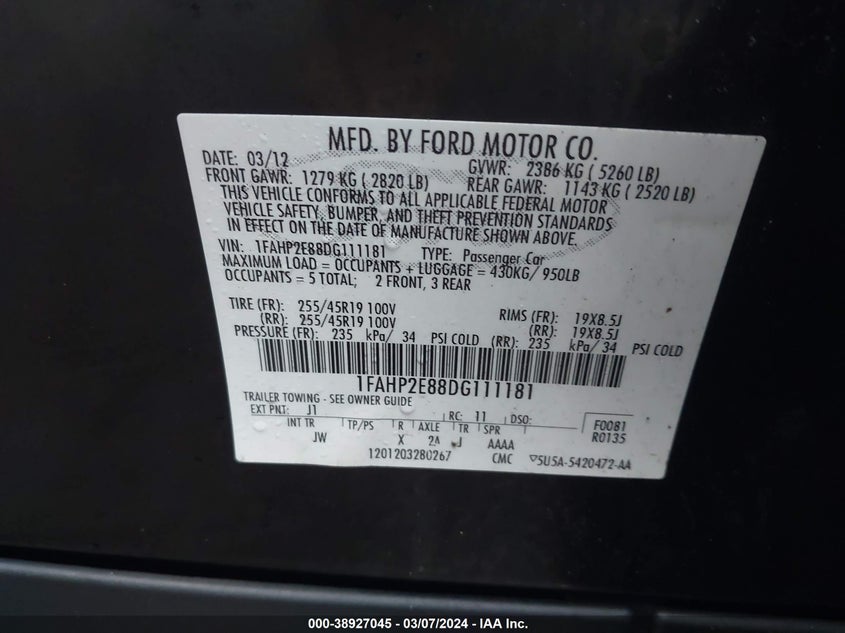 MFD. BY FORD MOTOR CO.
DATE: 03/12 GVWR: 2386 KG ( 5260 LB)
FRONT GAWR: 1279 KG ( 2820 LB) REAR GAWR: 1143 KG ( 2520 LB)
THIS VEHICLE CONFORMS TO ALL APPLICABLE FEDERAL MOTOR
VEHICLE SAFETY, BUMPER, AND THEFT PREVENTION STANDARDS
IN EFFECT ON THE DATE OF MANUFACTURE SHOWN ABOVE.
VIN: 1FAHP2E88DG111181 TYPE: Passenger Car
MAXIMUM LOAD = OCCUPANTS + LUGGAGE = 430KG/ 950LB
OCCUPANTS = 5 TOTAL; 2 FRONT, 3 REAR
TIRE (FR): 255/45R19 100V RIMS (FR): 19X8.5J
(RR): 255/45R19 100V (RR): 19X8.5J
PRESSURE (FR): 235 kPa/ 34 PSI COLD (RR): 235 kPa/ 34 PSI COLD
1FAHP2E88DG111181
TRAILER TOWING - SEE OWNER GUIDE
EXT PNT: J1 RC: 11 DSO: F0081
INT TR TP/PS R AXLE TR SPR R0135
JW X 2A J AAAA
1201203280267 CMC ▽5U5A-5420472-AA
000-38927045 — 03/07/2024 — IAA Inc.